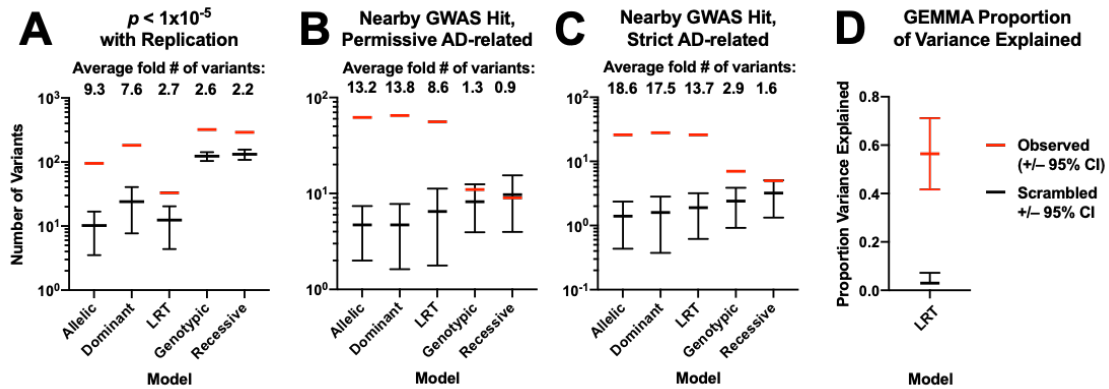 A
p < 1x10-5
with Replication
Average fold # of variants:
9.3 7.6 2.7 2.6 2.2
Number of Variants
10³
10²
10¹
10⁰
Allelic
Dominant
LRT
Genotypic
Recessive
Model
B
Nearby GWAS Hit,
Permissive AD-related
Average fold # of variants:
13.2 13.8 8.6 1.3 0.9
10²
10¹
10⁰
Allelic
Dominant
LRT
Genotypic
Recessive
Model
C
Nearby GWAS Hit,
Strict AD-related
Average fold # of variants:
18.6 17.5 13.7 2.9 1.6
10²
10¹
10⁰
10-1
Allelic
Dominant
LRT
Genotypic
Recessive
Model
D
GEMMA Proportion
of Variance Explained
Proportion Variance Explained
0.8
0.6
0.4
0.2
0.0
LRT
Model
Observed
(+/– 95% CI)
Scrambled
+/– 95% CI